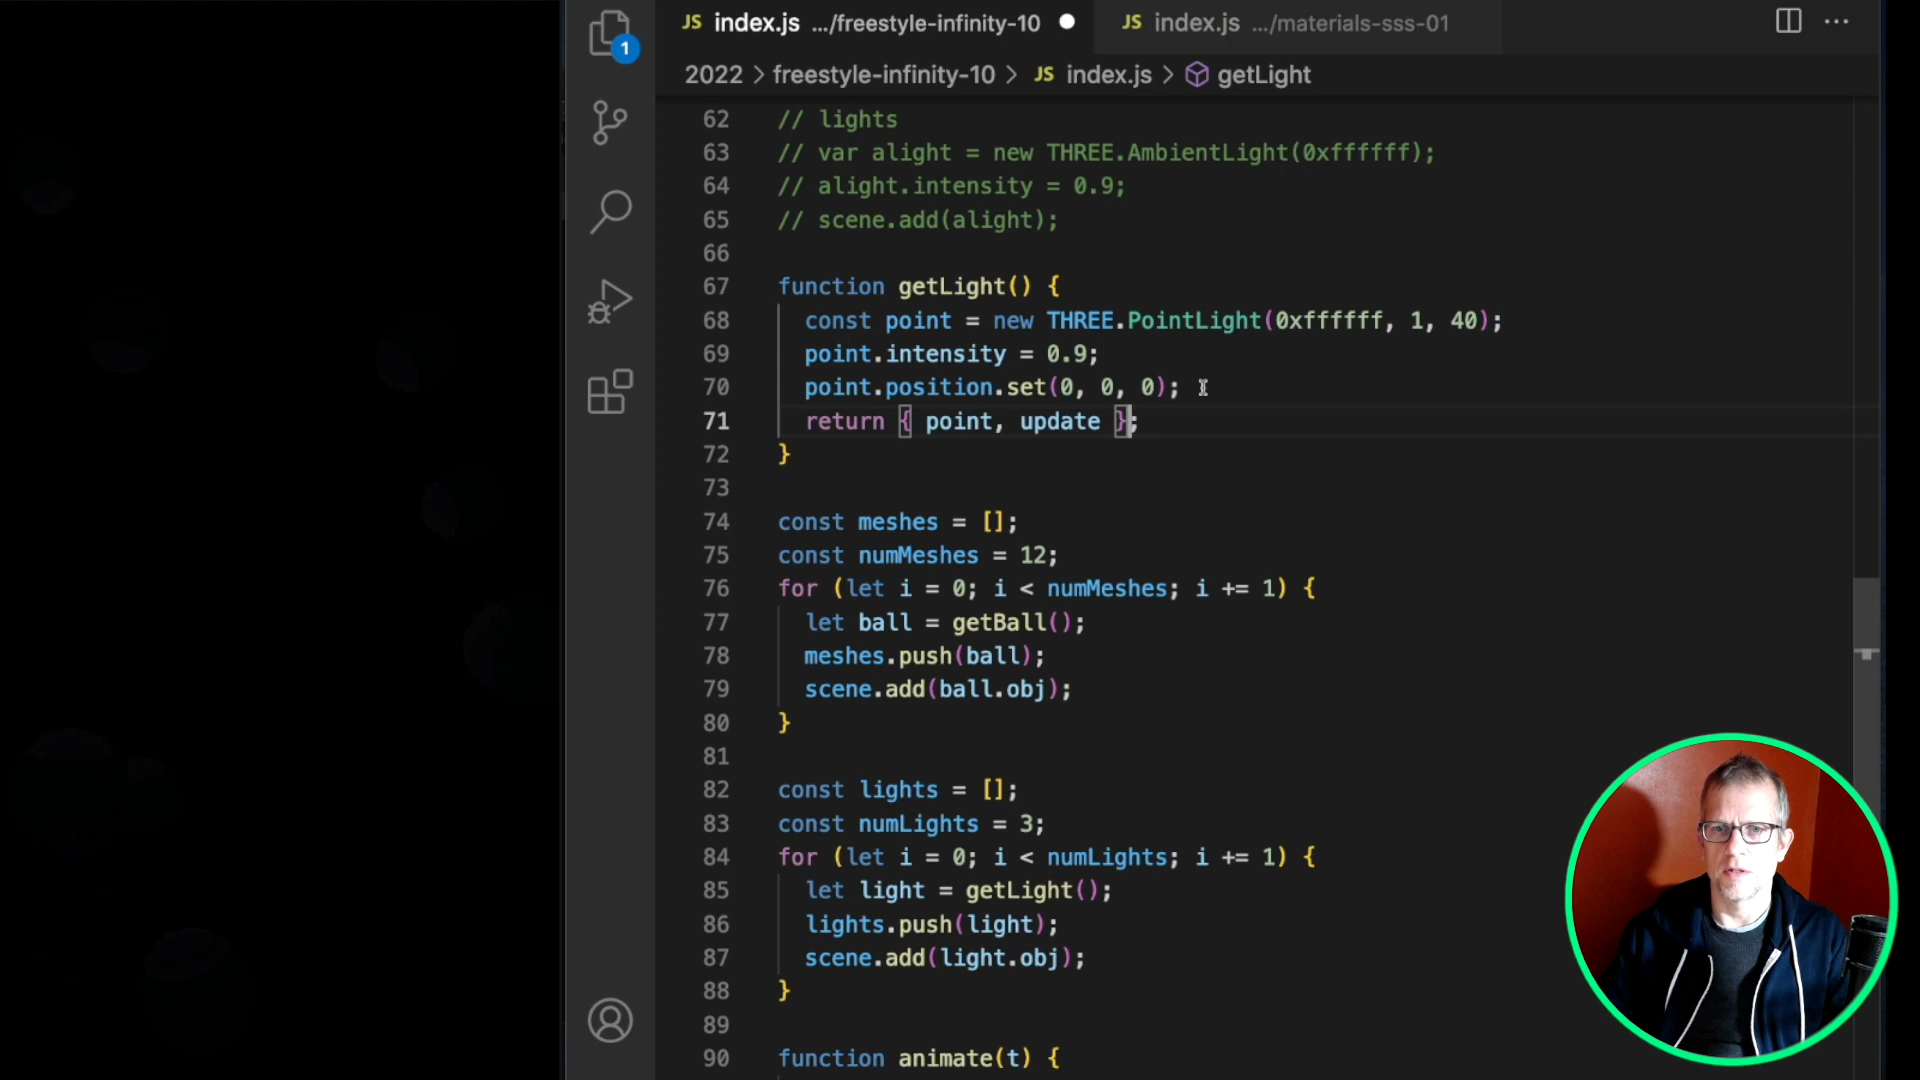 JS index.js .../freestyle-infinity-10
JS index.js .../materials-sss-01
1
2022 > freestyle-infinity-10 > JS index.js > getLight
62 // lights
63 // var alight = new THREE.AmbientLight(0xffffff);
64 // alight.intensity = 0.9;
65 // scene.add(alight);
66
67 function getLight() {
68 const point = new THREE.PointLight(0xffffff, 1, 40);
69 point.intensity = 0.9;
70 point.position.set(0, 0, 0);
71 return { point, update };
72 }
73
74 const meshes = [];
75 const numMeshes = 12;
76 for (let i = 0; i < numMeshes; i += 1) {
77 let ball = getBall();
78 meshes.push(ball);
79 scene.add(ball.obj);
80 }
81
82 const lights = [];
83 const numLights = 3;
84 for (let i = 0; i < numLights; i += 1) {
85 let light = getLight();
86 lights.push(light);
87 scene.add(light.obj);
88 }
89
90 function animate(t) {